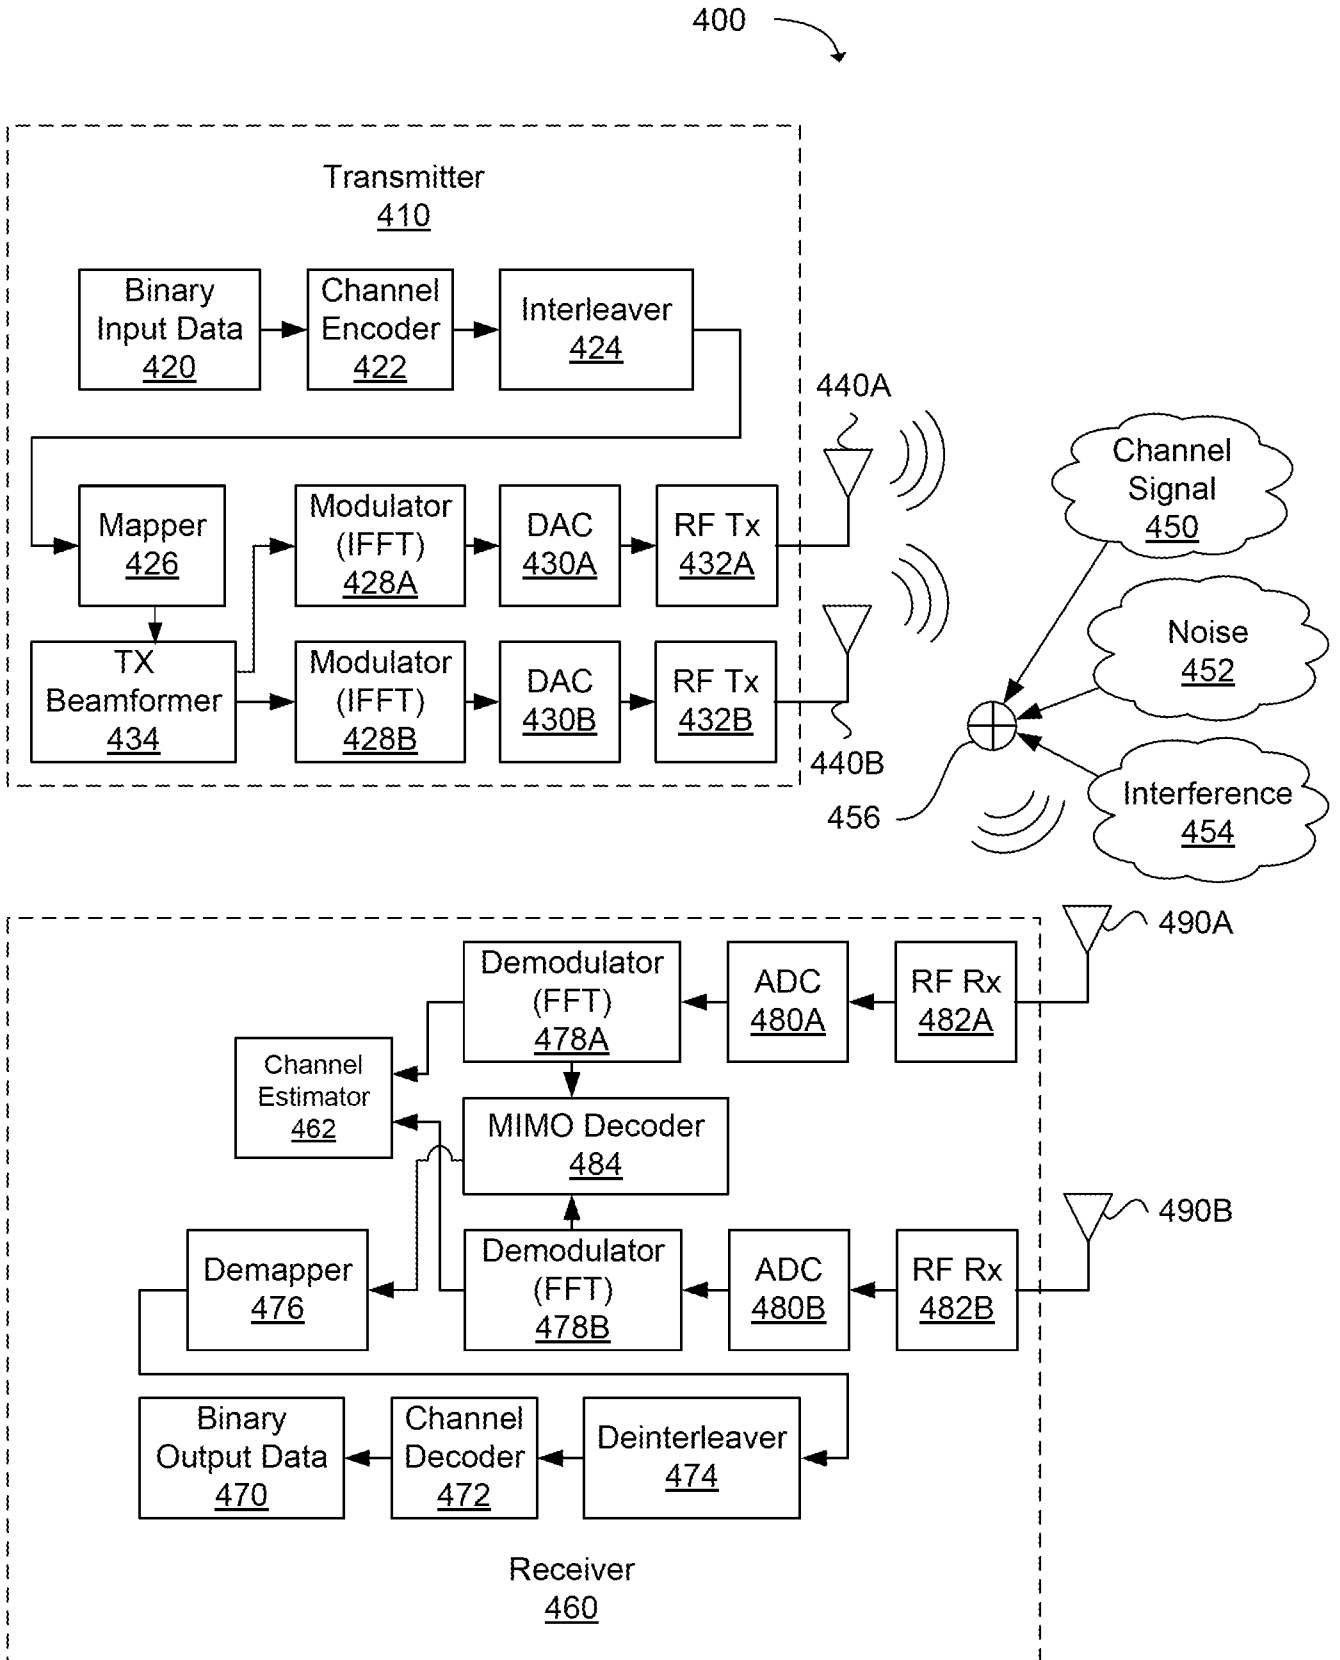 400
Transmitter
410
Binary
Input Data
420
Channel
Encoder
422
Interleaver
424
440A
Mapper
426
Modulator
(IFFT)
428A
DAC
430A
RF Tx
432A
TX
Beamformer
434
Modulator
(IFFT)
428B
DAC
430B
RF Tx
432B
440B
Channel
Signal
450
Noise
452
Interference
454
456
490A
Demodulator
(FFT)
478A
ADC
480A
RF Rx
482A
Channel
Estimator
462
MIMO Decoder
484
490B
Demapper
476
Demodulator
(FFT)
478B
ADC
480B
RF Rx
482B
Binary
Output Data
470
Channel
Decoder
472
Deinterleaver
474
Receiver
460